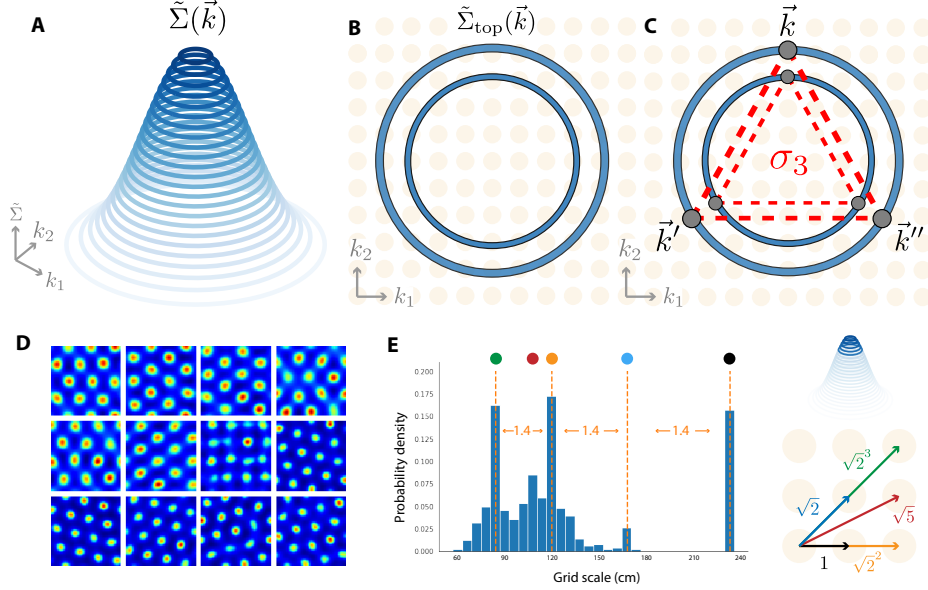 A
Σ̃(k⃗)
Σ̃
k₂
k₁
B
Σ̃top(k⃗)
k₂
k₁
C
k⃗
σ₃
k⃗′
k⃗′′
k₂
k₁
D
E
Probability density
0.200
0.175
0.150
0.125
0.100
0.075
0.050
0.025
0.000
1.4
1.4
1.4
60
90
120
150
180
210
240
Grid scale (cm)
√2³
√2
√5
1
√2²